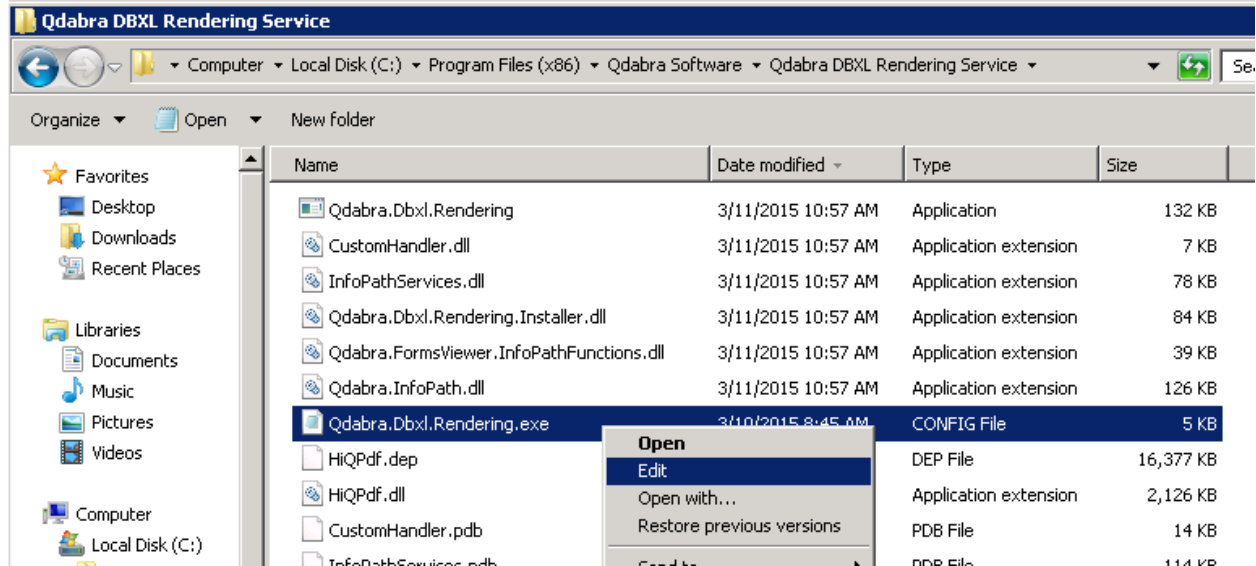 Qdabra DBXL Rendering Service
Computer Local Disk (C:) Program Files (x86) Qdabra Software Qdabra DBXL Rendering Service
Organize Open New folder
Name Date modified Type Size
Favorites
Desktop
Downloads
Recent Places
Libraries
Documents
Music
Pictures
Videos
Computer
Local Disk (C:)
Qdabra.Dbxl.Rendering 3/11/2015 10:57 AM Application 132 KB
CustomHandler.dll 3/11/2015 10:57 AM Application extension 7 KB
InfoPathServices.dll 3/11/2015 10:57 AM Application extension 78 KB
Qdabra.Dbxl.Rendering.Installer.dll 3/11/2015 10:57 AM Application extension 84 KB
Qdabra.FormsViewer.InfoPathFunctions.dll 3/11/2015 10:57 AM Application extension 39 KB
Qdabra.InfoPath.dll 3/11/2015 10:57 AM Application extension 126 KB
Qdabra.Dbxl.Rendering.exe 3/10/2015 8:45 AM CONFIG File 5 KB
HiQPdf.dep DEP File 16,377 KB
HiQPdf.dll Application extension 2,126 KB
CustomHandler.pdb PDB File 14 KB
InfoPathServices.pdb PDB File 114 KB
Open
Edit
Open with...
Restore previous versions
Send to